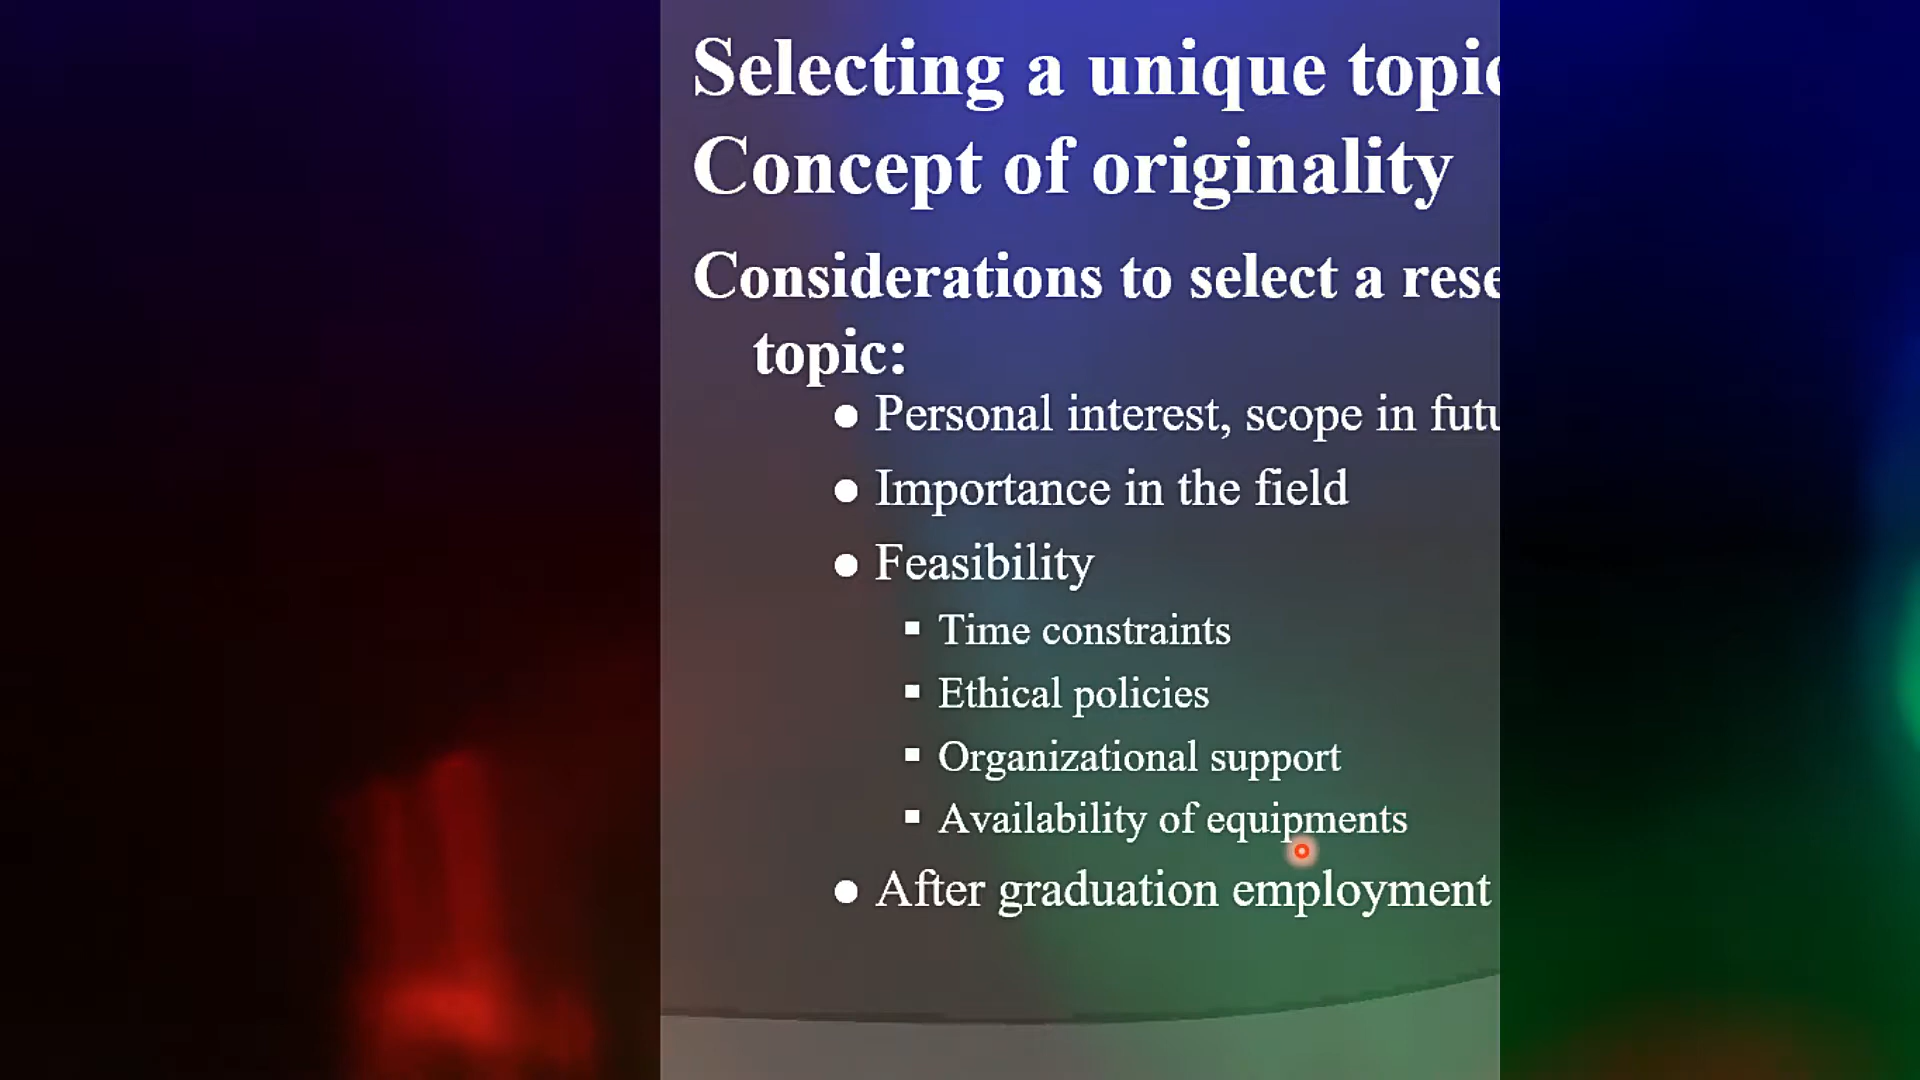 Selecting a unique topic
Concept of originality
Considerations to select a rese
topic:
● Personal interest, scope in futu
● Importance in the field
● Feasibility
▪ Time constraints
▪ Ethical policies
▪ Organizational support
▪ Availability of equipments
● After graduation employment